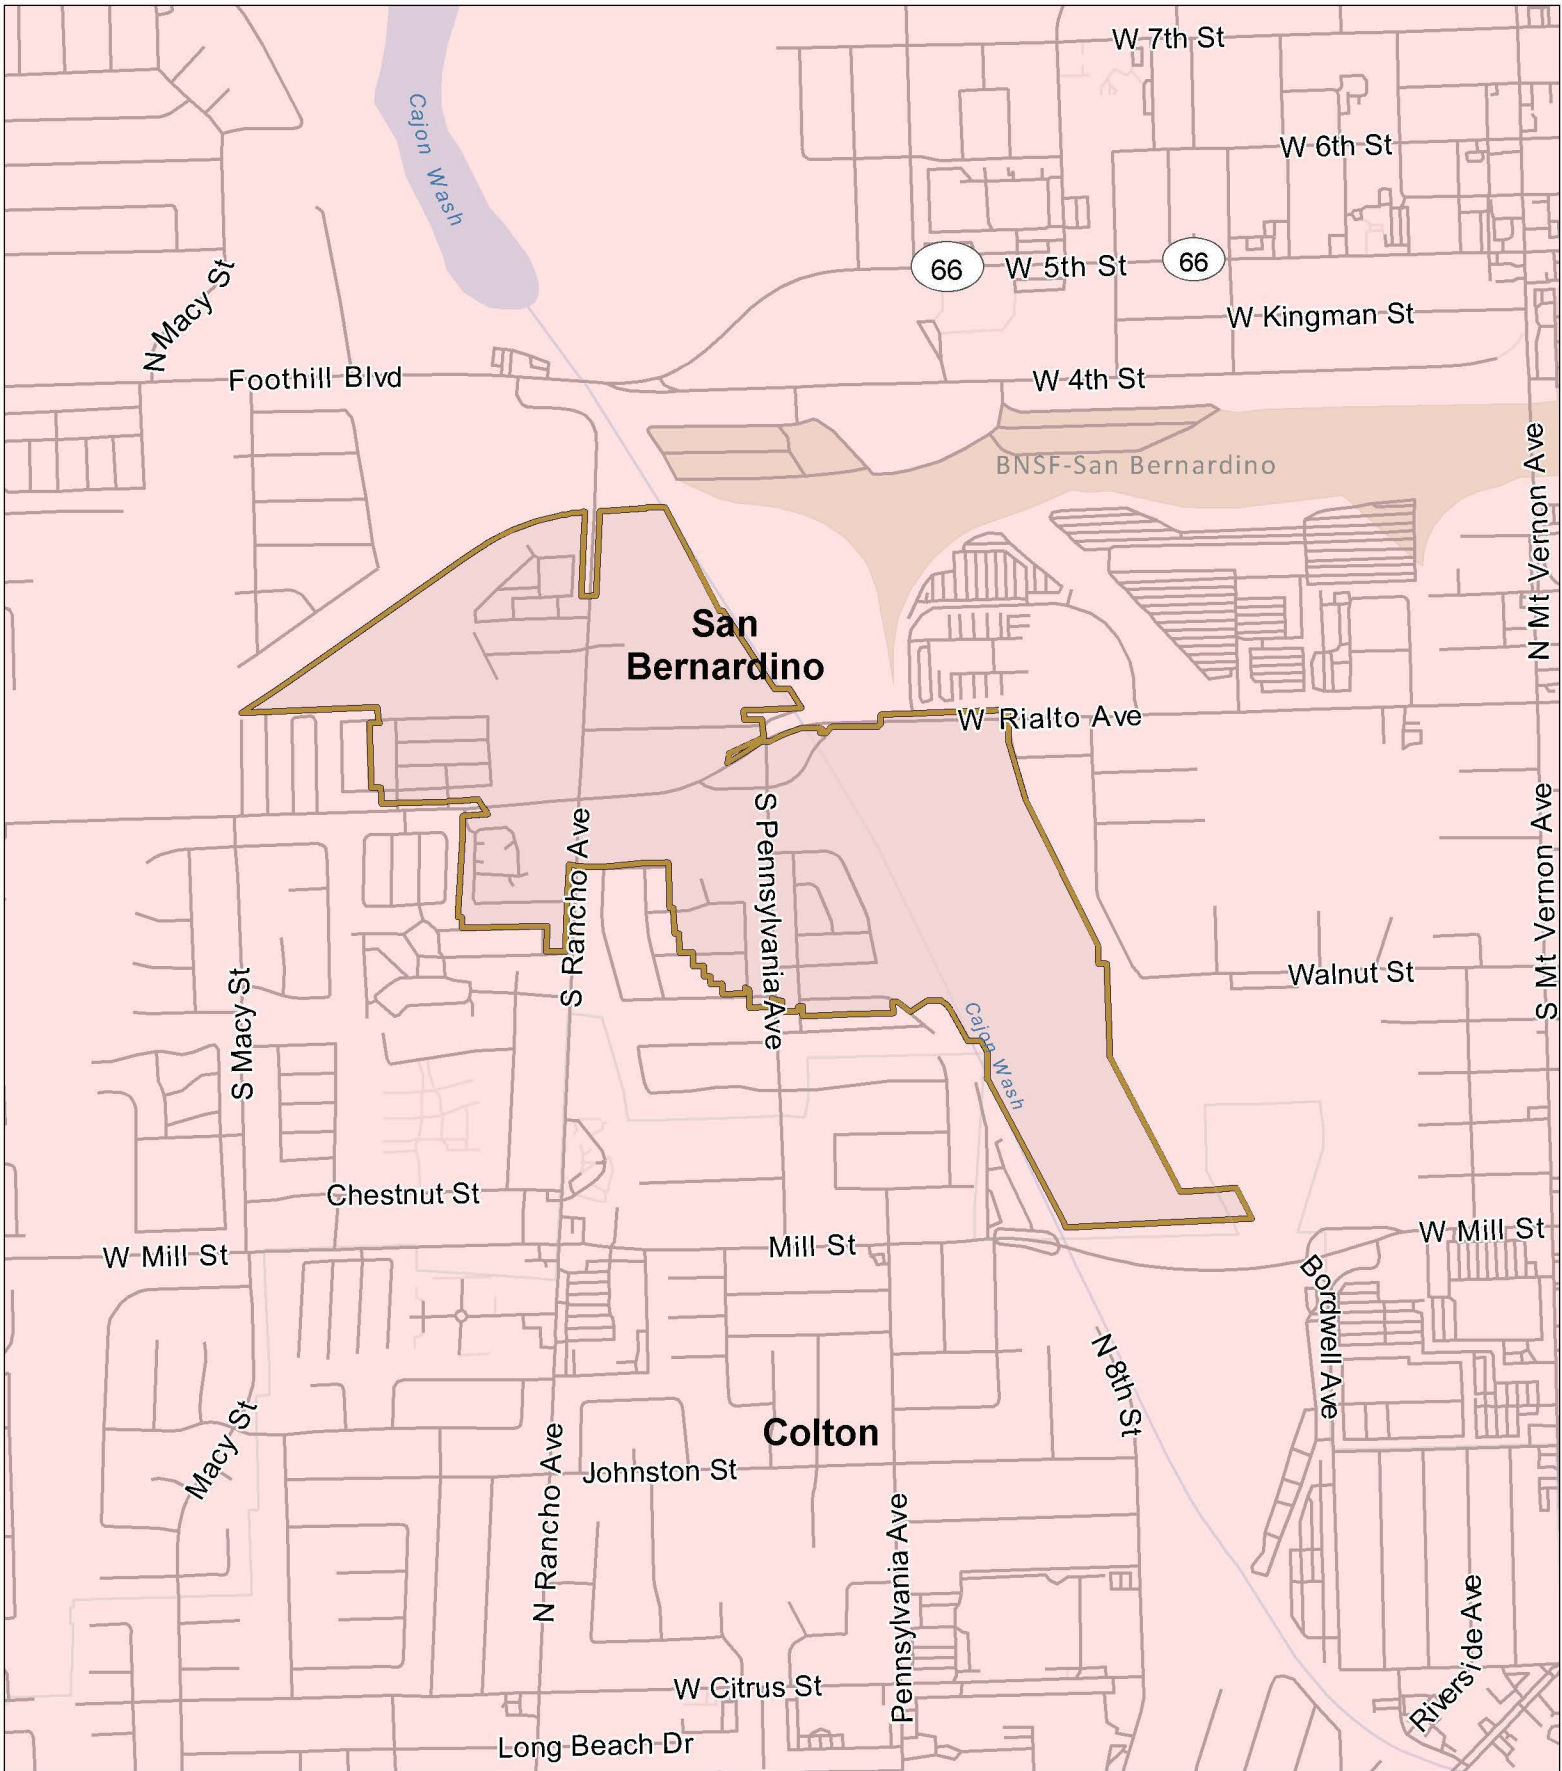 W 7th St
Cajon Wash
W 6th St
N Macy St
66
W 5th St
66
W Kingman St
Foothill Blvd
W 4th St
BNSF-San Bernardino
N Mt Vernon Ave
San
Bernardino
W Rialto Ave
S Rancho Ave
S Pennsylvania Ave
S Mt Vernon Ave
S Macy St
Walnut St
Cajon Wash
Chestnut St
W Mill St
Mill St
W Mill St
Bordwell Ave
N 8th St
Macy St
Colton
N Rancho Ave
Johnston St
Pennsylvania Ave
Riverside Ave
W Citrus St
Long Beach Dr